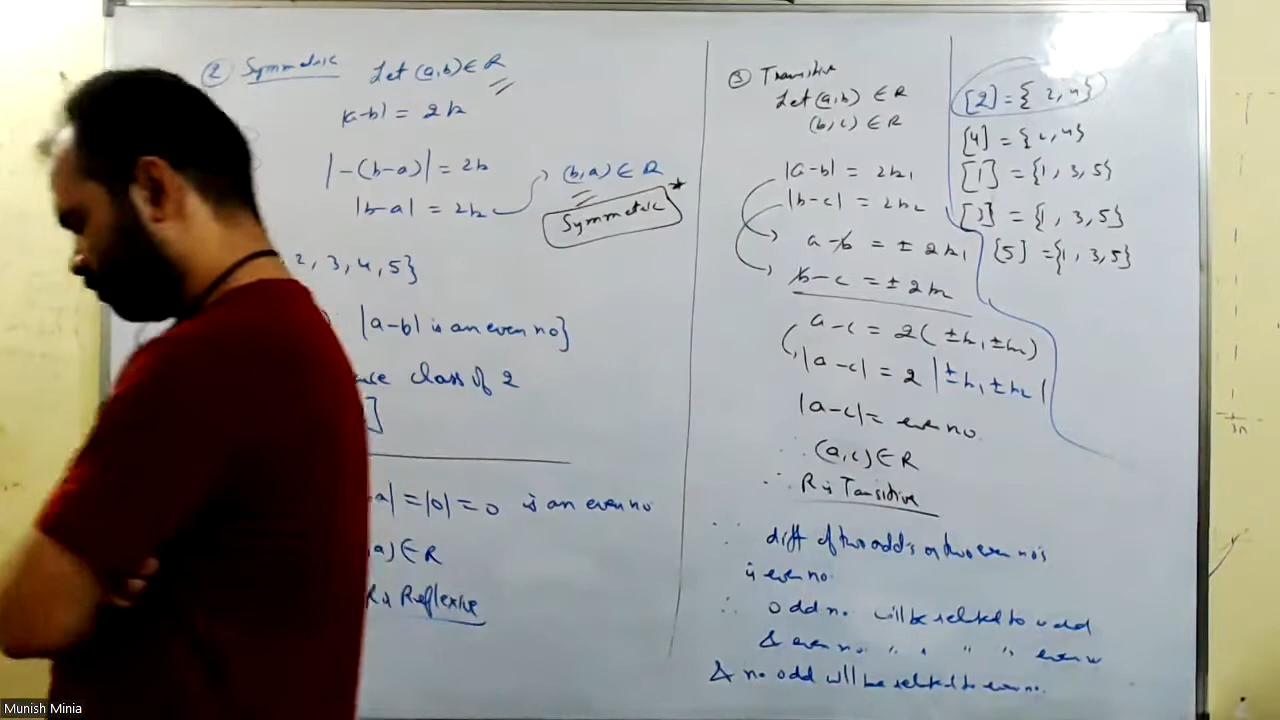 ② Symmetric Let (a,b) ∈ R
|a-b| = 2k
|-(b-a)| = 2k
|b-a| = 2k (b,a) ∈ R
Symmetric
2, 3, 4, 5}
|a-b| is an even no}
class of 2
]
a| = |0| = 0 is an even no
a) ∈ R
R is Reflexive
③ Transitive
Let (a,b) ∈ R
(b,c) ∈ R
|a-b| = 2k₁
|b-c| = 2k₂
a-b = ± 2k₁
b-c = ± 2k₂
a-c = 2(±k₁ ±k₂)
|a-c| = 2 |±k₁ ±k₂|
|a-c| = even no.
∴ (a,c) ∈ R
∴ R is Tansitive
∵ diff of two odd's or two even no's
is even no.
∴ odd no. will be related to odd
& even no. " " " " even
& no odd will be related to even no.
[2] = { 2, 4}
[4] = {2, 4}
[1] = {1, 3, 5}
[3] = {1, 3, 5}
[5] = {1, 3, 5}
Munish Minia